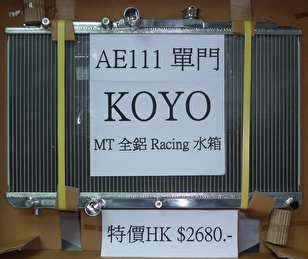 AE111 單門
KOYO
MT 全鋁 Racing 水箱
特價HK $2680.-